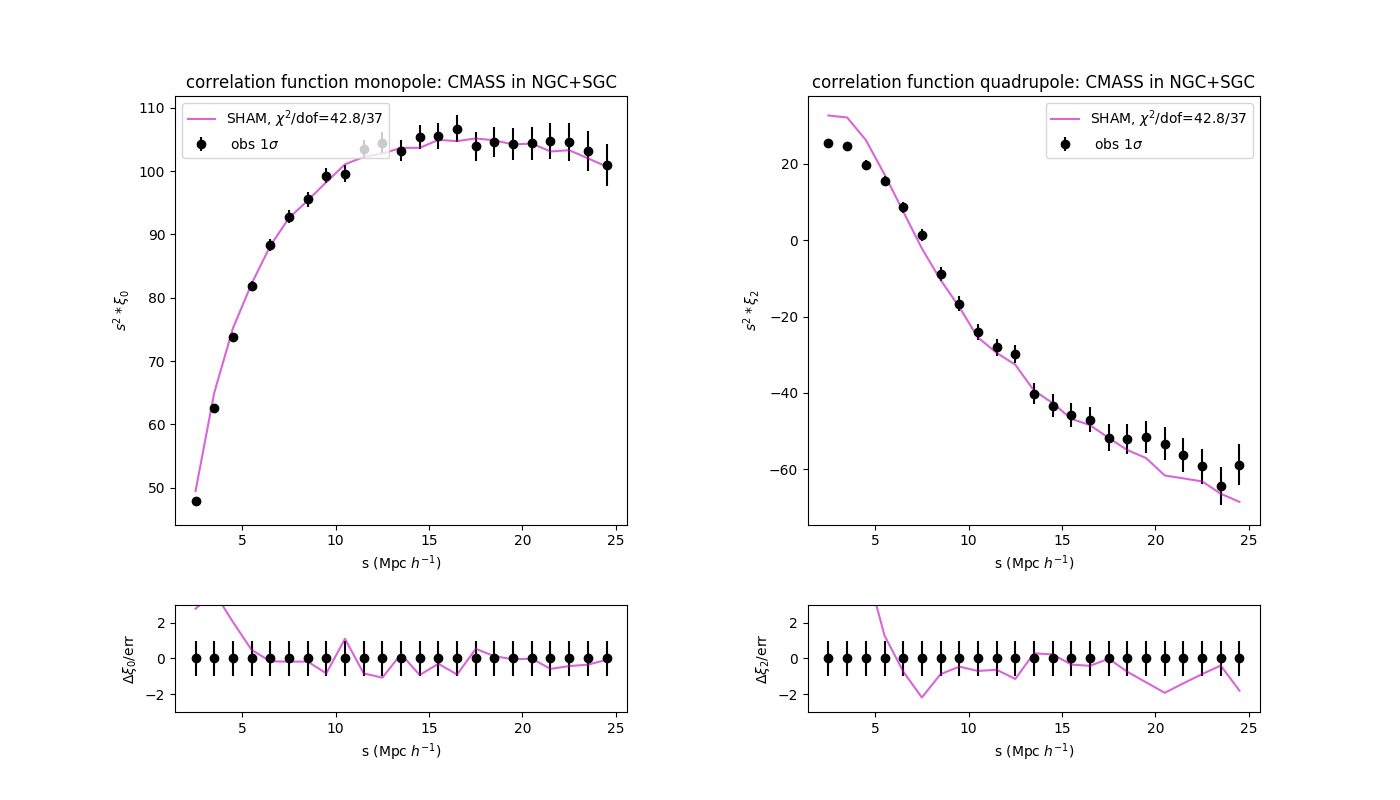 correlation function monopole: CMASS in NGC+SGC
110
100
90
80
70
60
50
s² * ξ₀
SHAM, χ²/dof=42.8/37
obs 1σ
5 10 15 20 25
s (Mpc h⁻¹)
correlation function quadrupole: CMASS in NGC+SGC
20
0
−20
−40
−60
s² * ξ₂
SHAM, χ²/dof=42.8/37
obs 1σ
5 10 15 20 25
s (Mpc h⁻¹)
2
0
−2
Δξ₀/err
5 10 15 20 25
s (Mpc h⁻¹)
2
0
−2
Δξ₂/err
5 10 15 20 25
s (Mpc h⁻¹)